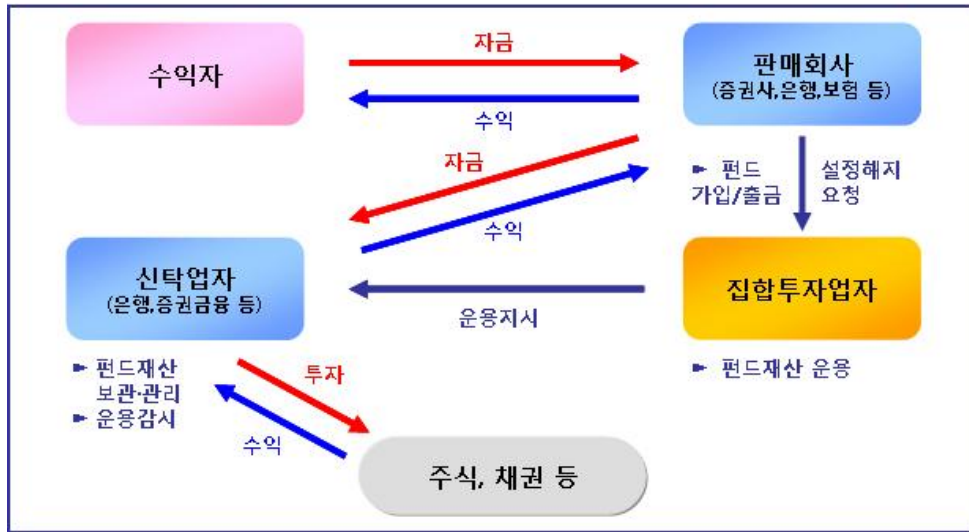 수익자
자금
수익
판매회사
(증권사,은행,보험 등)
자금
수익
► 펀드
가입/출금
설정해지
요청
신탁업자
(은행,증권금융 등)
운용지시
집합투자업자
► 펀드재산
보관·관리
► 운용감시
► 펀드재산 운용
투자
수익
주식, 채권 등